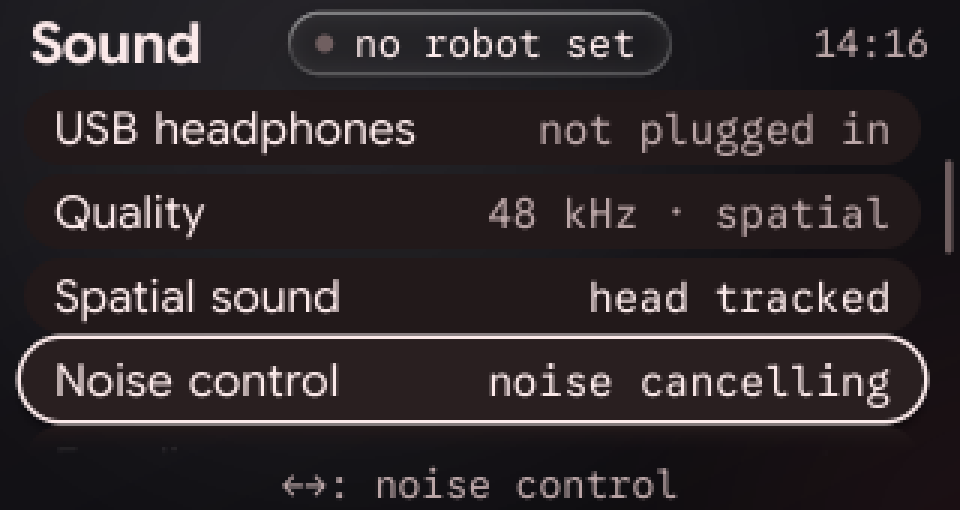 Sound
no robot set
14:16
USB headphones not plugged in
Quality 48 kHz · spatial
Spatial sound head tracked
Noise control noise cancelling
↔: noise control